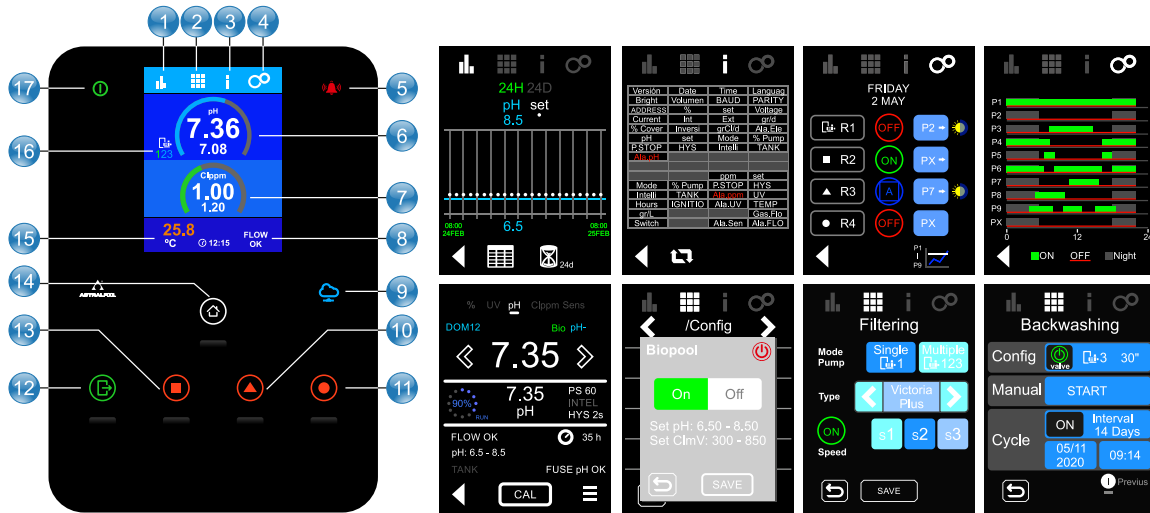 1
2
3
4
17
5
pH
7.36
7.08
6
16
123
Clppm
1.00
1.20
7
15
25.8
ºC
12:15
FLOW
OK
8
14
ASTRALPOOL
9
13
10
12
11
24H 24D
pH set
8.5
6.5
08:00
24FEB
08:00
25FEB
24d
Versión Date Time Languag
Bright Volumen BAUD PARITY
ADDRESS % set Voltage
Current Int Ext gr/d
% Cover Inversi grCl/d Ala,Ele
pH set Mode % Pump
P.STOP HYS Intelli TANK
Ala.pH
ppm set
Mode % Pump P.STOP HYS
Intelli TANK Ala.ppm UV
Hours IGNITIO Ala.UV TEMP
gr/L Gas,Flo
Switch Ala.Sen Ala.FLO
FRIDAY
2 MAY
R1 OFF P2
R2 ON PX
R3 A P7
R4 OFF PX
P1
I
P9
P1
P2
P3
P4
P5
P6
P7
P8
P9
PX
0 12 24
ON OFF Night
% UV pH Clppm Sens
DOM12 Bio pH-
7.35
90%
RUN
7.35
pH
PS 60
INTEL
HYS 2s
FLOW OK 35 h
pH: 6.5 - 8.5
TANK FUSE pH OK
CAL
/Config
Biopool
On Off
Set pH: 6,50 - 8,50
Set ClmV: 300 - 850
SAVE
Filtering
Mode
Pump
Single
1
Multiple
123
Type
Victoria
Plus
ON
Speed
s1 s2 s3
SAVE
Backwashing
Config
valve
3 30"
Manual START
Cycle
ON
Interval
14 Days
05/11
2020
09:14
Previus